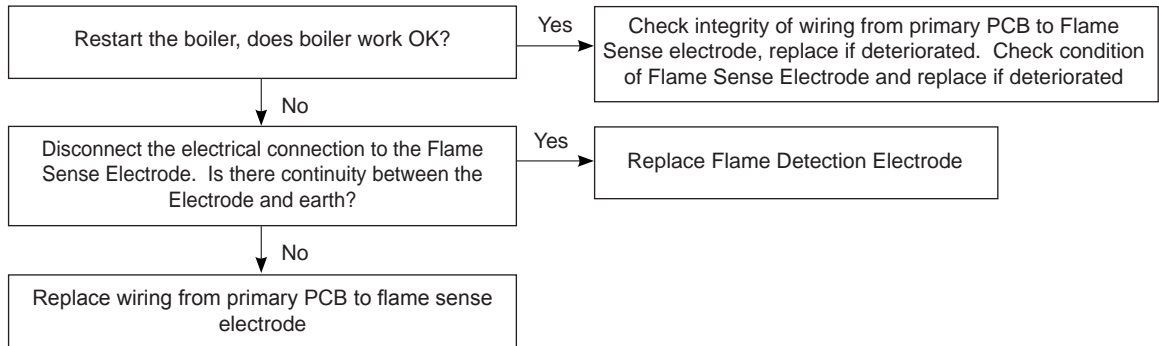 Restart the boiler, does boiler work OK?
Yes
Check integrity of wiring from primary PCB to Flame
Sense electrode, replace if deteriorated. Check condition
of Flame Sense Electrode and replace if deteriorated
No
Disconnect the electrical connection to the Flame
Sense Electrode. Is there continuity between the
Electrode and earth?
Yes
Replace Flame Detection Electrode
No
Replace wiring from primary PCB to flame sense
electrode